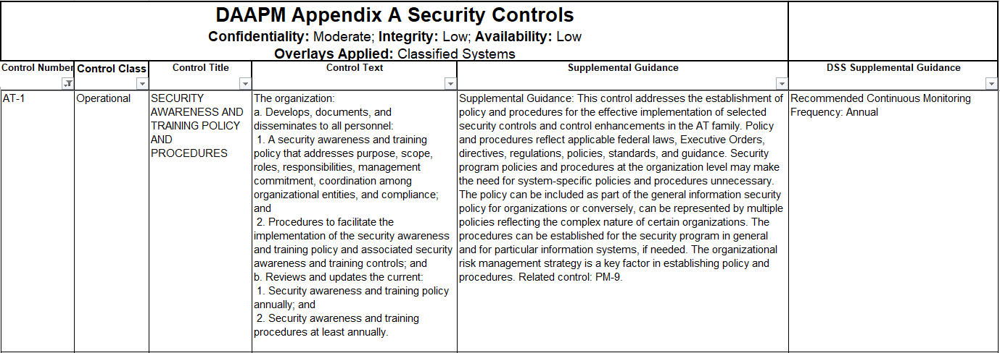 DAAPM Appendix A Security Controls
Confidentiality: Moderate; Integrity: Low; Availability: Low
Overlays Applied: Classified Systems
Control Number
Control Class
Control Title
Control Text
Supplemental Guidance
DSS Supplemental Guidance
AT-1
Operational
SECURITY
AWARENESS AND
TRAINING POLICY
AND
PROCEDURES
The organization:
a. Develops, documents, and
disseminates to all personnel:
1. A security awareness and training
policy that addresses purpose, scope,
roles, responsibilities, management
commitment, coordination among
organizational entities, and compliance;
and
2. Procedures to facilitate the
implementation of the security awareness
and training policy and associated security
awareness and training controls; and
b. Reviews and updates the current:
1. Security awareness and training policy
annually; and
2. Security awareness and training
procedures at least annually.
Supplemental Guidance: This control addresses the establishment of
policy and procedures for the effective implementation of selected
security controls and control enhancements in the AT family. Policy
and procedures reflect applicable federal laws, Executive Orders,
directives, regulations, policies, standards, and guidance. Security
program policies and procedures at the organization level may make
the need for system-specific policies and procedures unnecessary.
The policy can be included as part of the general information security
policy for organizations or conversely, can be represented by multiple
policies reflecting the complex nature of certain organizations. The
procedures can be established for the security program in general
and for particular information systems, if needed. The organizational
risk management strategy is a key factor in establishing policy and
procedures. Related control: PM-9.
Recommended Continuous Monitoring
Frequency: Annual